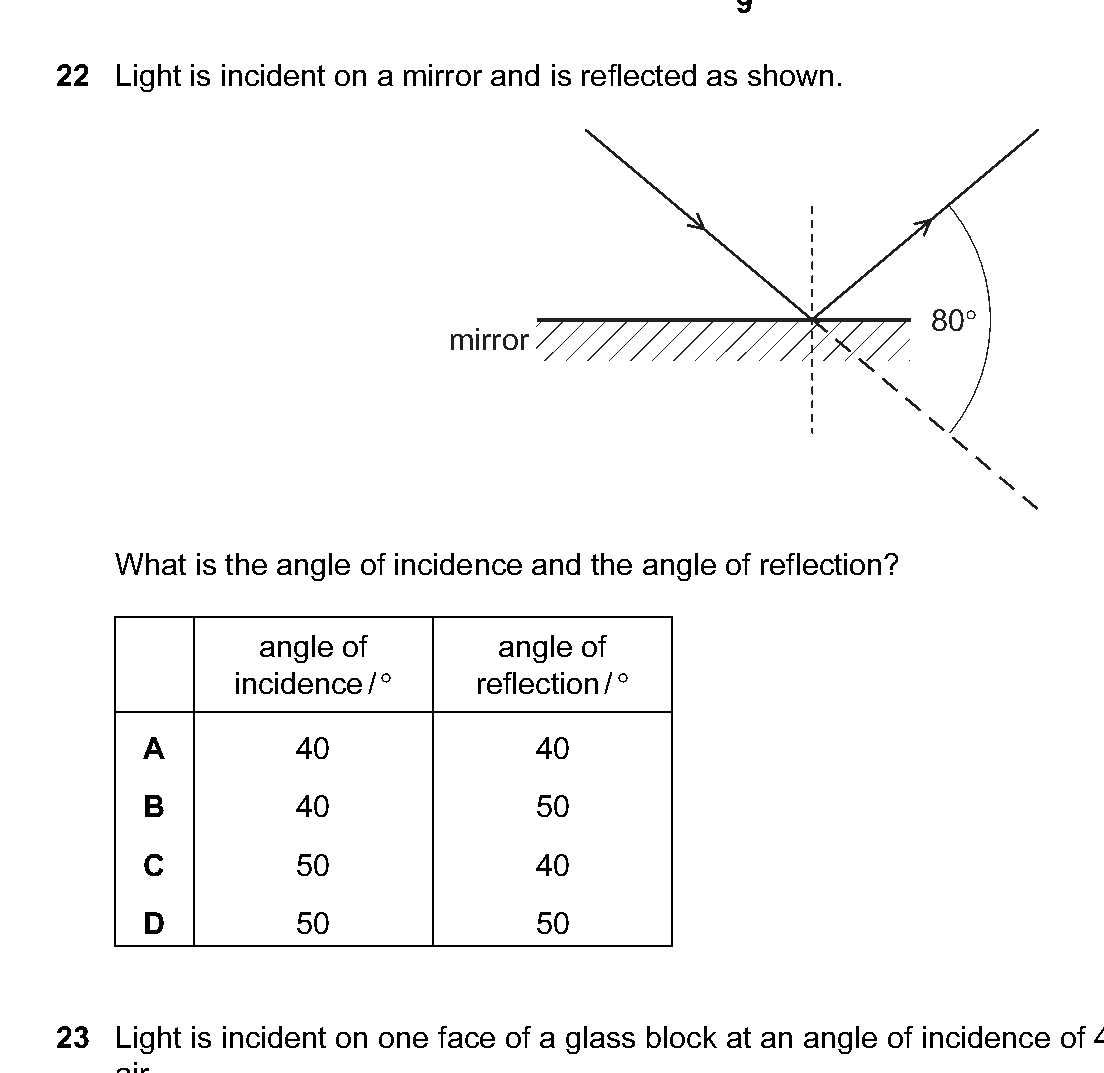 9
22 Light is incident on a mirror and is reflected as shown.
80°
mirror
What is the angle of incidence and the angle of reflection?
angle of incidence / ° angle of reflection / °
A 40 40
B 40 50
C 50 40
D 50 50
23 Light is incident on one face of a glass block at an angle of incidence of
air